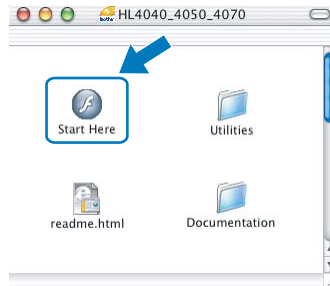 HL4040_4050_4070
Start Here
Utilities
readme.html
Documentation